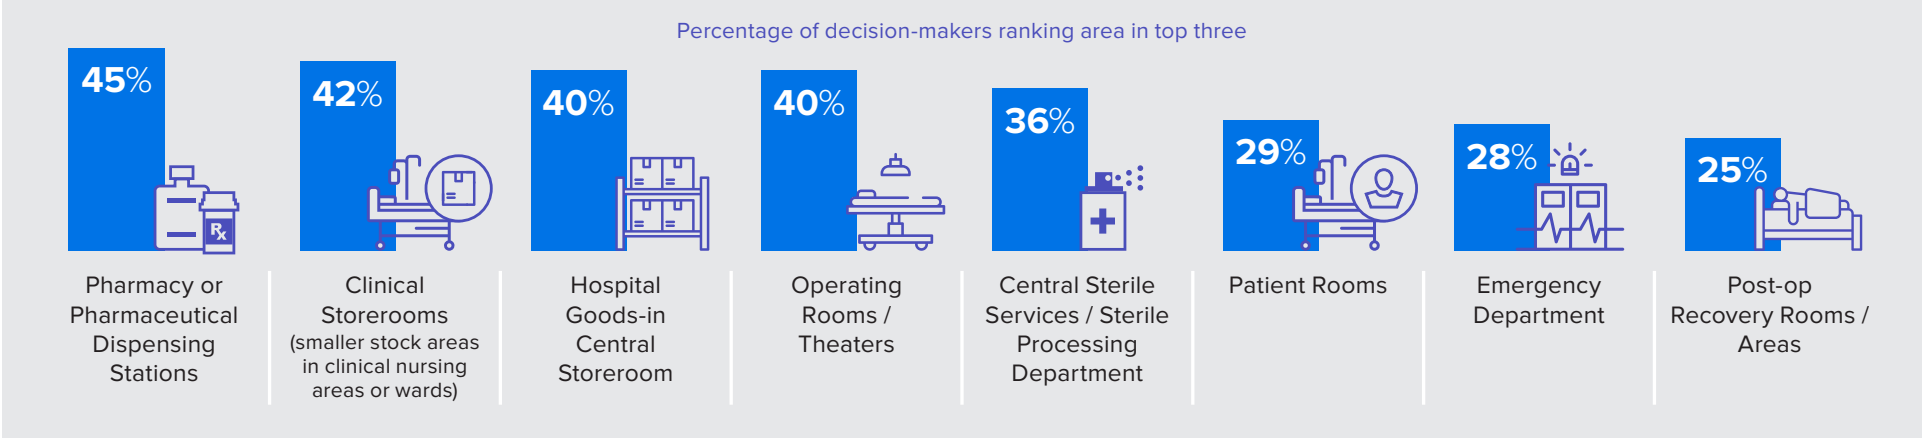 Percentage of decision-makers ranking area in top three
45%
42%
40%
40%
36%
29%
28%
25%
Rx
Pharmacy or
Pharmaceutical
Dispensing
Stations
Clinical
Storerooms
(smaller stock areas
in clinical nursing
areas or wards)
Hospital
Goods-in
Central
Storeroom
Operating
Rooms /
Theaters
Central Sterile
Services / Sterile
Processing
Department
Patient Rooms
Emergency
Department
Post-op
Recovery Rooms /
Areas